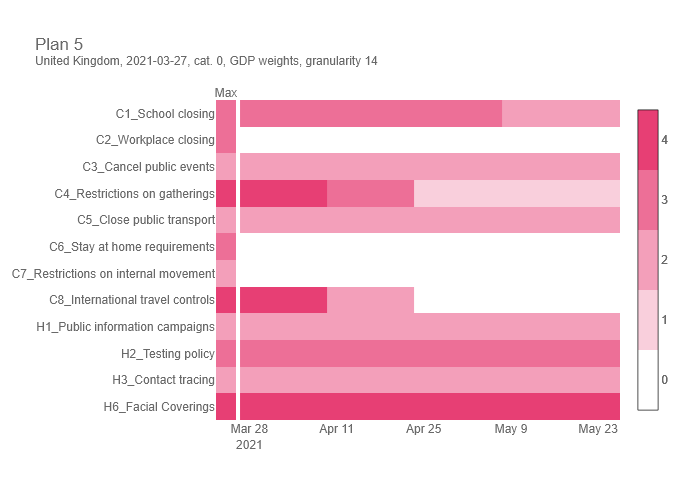 Plan 5
United Kingdom, 2021-03-27, cat. 0, GDP weights, granularity 14
Max
C1_School closing
C2_Workplace closing
C3_Cancel public events
C4_Restrictions on gatherings
C5_Close public transport
C6_Stay at home requirements
C7_Restrictions on internal movement
C8_International travel controls
H1_Public information campaigns
H2_Testing policy
H3_Contact tracing
H6_Facial Coverings
Mar 28 Apr 11 Apr 25 May 9 May 23
2021
4
3
2
1
0